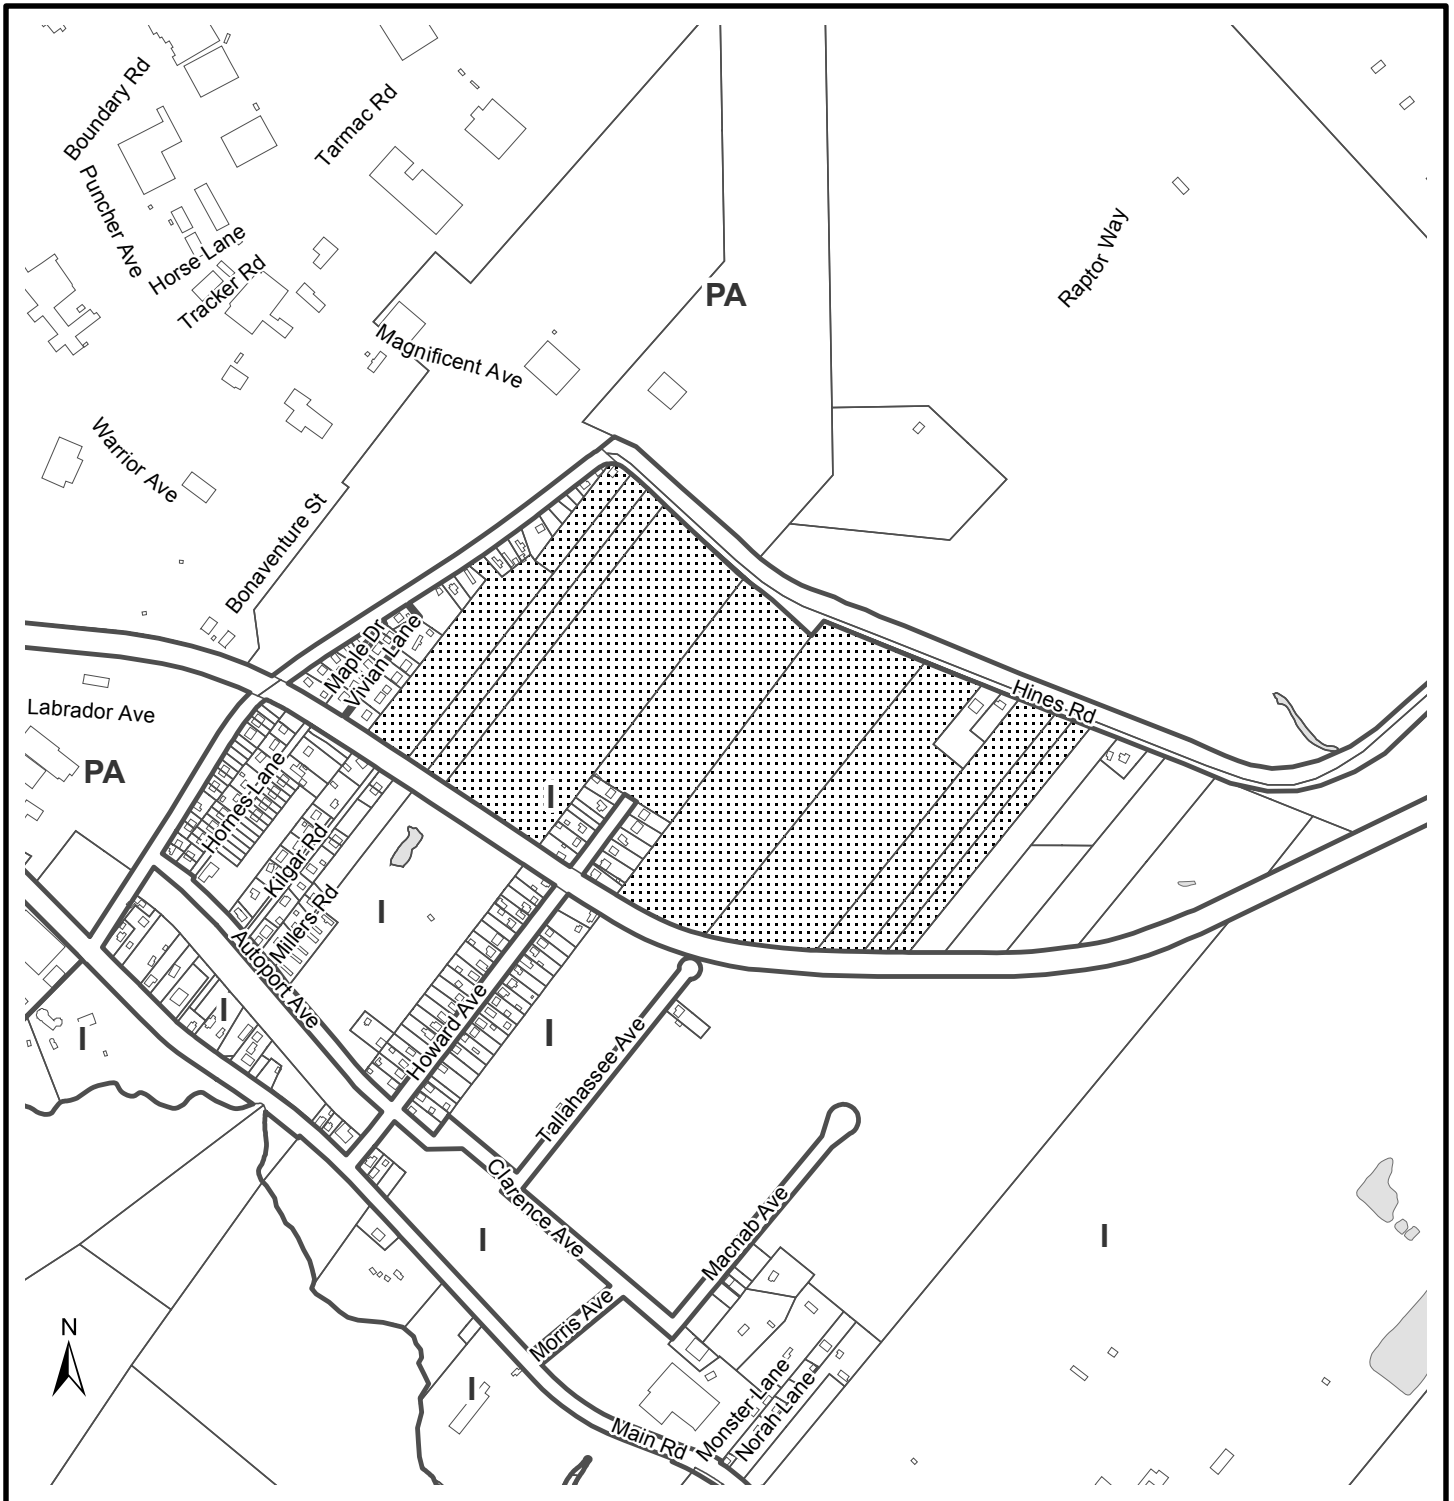 Boundary Rd
Tarmac Rd
Puncher Ave
Horse Lane
Tracker Rd
Raptor Way
PA
Magnificent Ave
Warrior Ave
Bonaventure St
Maple Dr
Vivian Lane
Labrador Ave
Hines Rd
PA
Hornes Lane
I
Kilgar Rd
Millers Rd
I
Autoport Ave
I
I
I
Howard Ave
Tallahassee Ave
Clarence Ave
Macnab Ave
I
I
Morris Ave
N
I
Monster Lane
Norah Lane
Main Rd